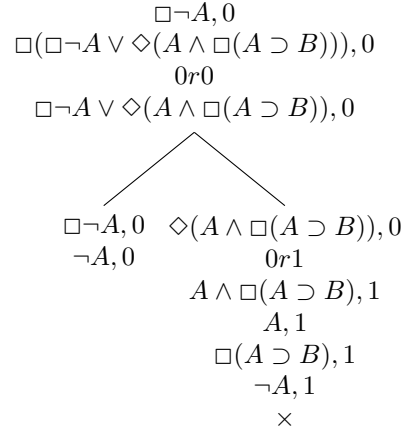 □¬A, 0
□(□¬A ∨ ◇(A ∧ □(A ⊃ B))), 0
0r0
□¬A ∨ ◇(A ∧ □(A ⊃ B)), 0
□¬A, 0
¬A, 0
◇(A ∧ □(A ⊃ B)), 0
0r1
A ∧ □(A ⊃ B), 1
A, 1
□(A ⊃ B), 1
¬A, 1
×